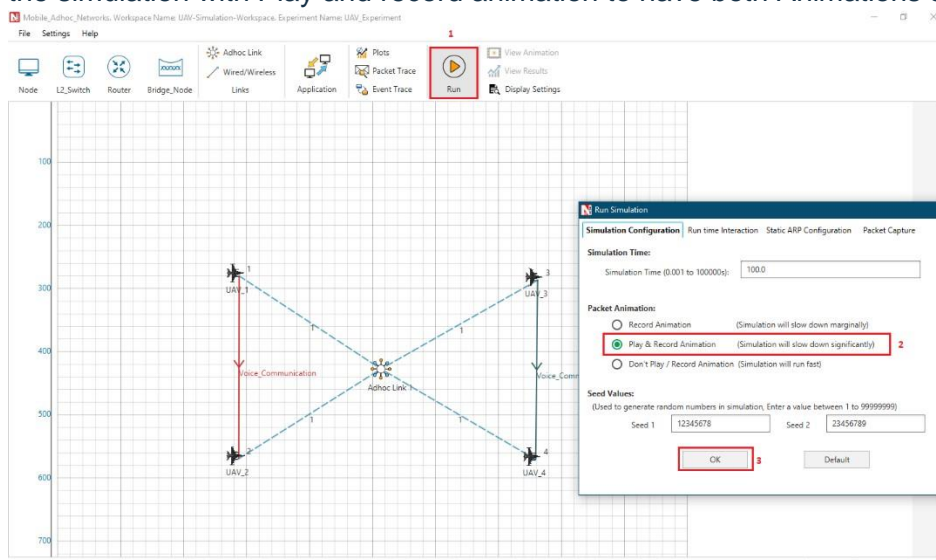 the simulation with Play and record animation to have both Animations
Mobile_Adhoc_Networks. Workspace Name: UAV-Simulation-Workspace. Experiment Name: UAV_Experiment
File Settings Help
1
Adhoc Link Plots View Animation
Wired/Wireless Packet Trace View Results
Node L2_Switch Router Bridge_Node Links Application Event Trace Run Display Settings
100
200
Run Simulation
Simulation Configuration Run time Interaction Static ARP Configuration Packet Capture
Simulation Time:
Simulation Time (0.001 to 100000s): 100.0
1 3
UAV_1 UAV_3
300
Packet Animation:
Record Animation (Simulation will slow down marginally)
1 1
Play & Record Animation (Simulation will slow down significantly) 2
400
Don't Play / Record Animation (Simulation will run fast)
Voice_Communication Voice_Comm
Adhoc Link 1
Seed Values:
(Used to generate random numbers in simulation, Enter a value between 1 to 99999999)
500
1 1
Seed 1 12345678 Seed 2 23456789
2 4
OK 3 Default
UAV_2 UAV_4
600
700